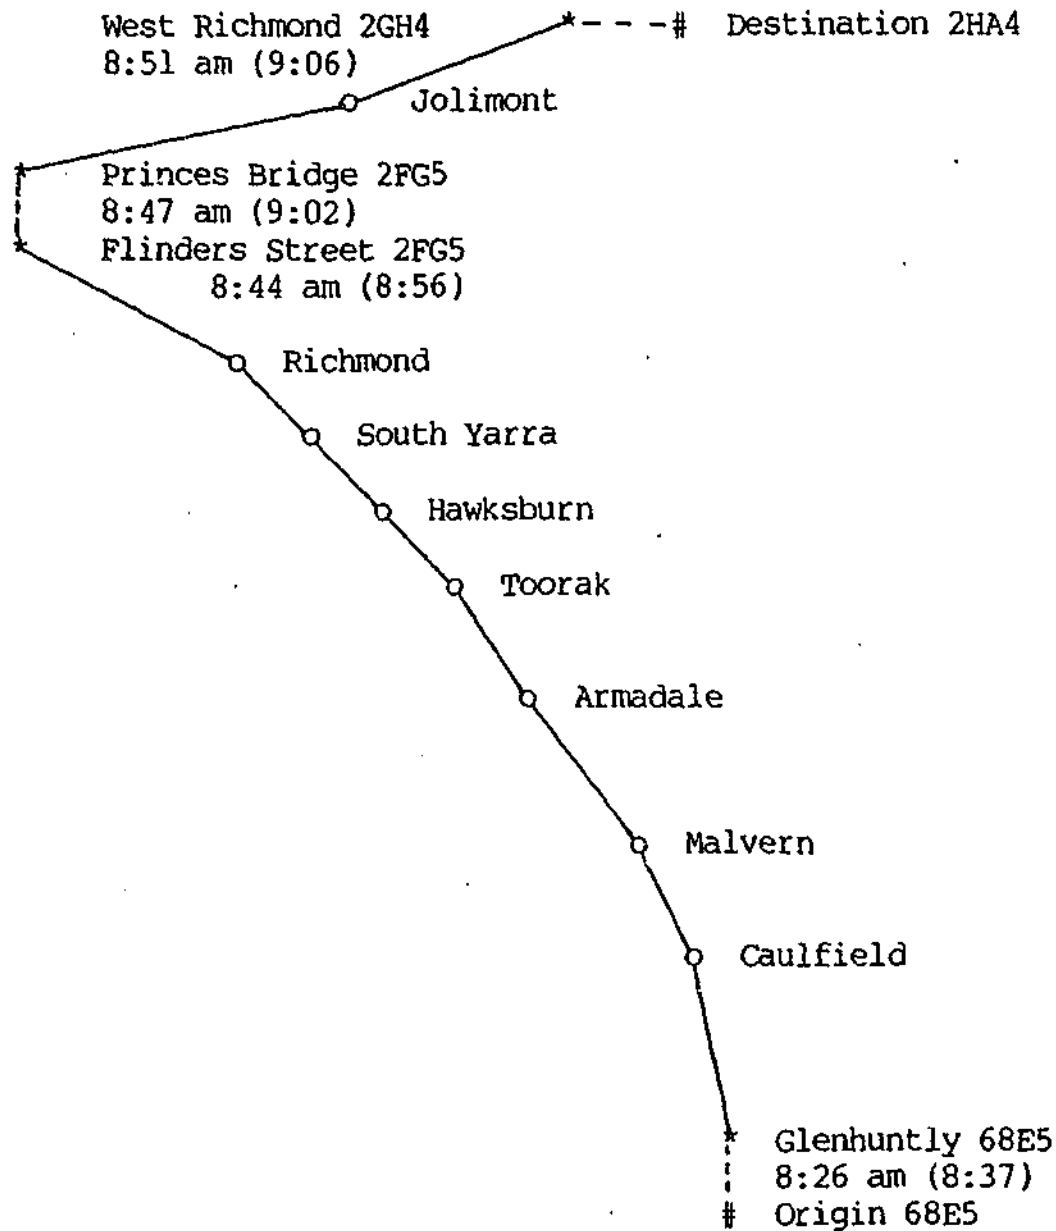 West Richmond 2GH4
8:51 am (9:06)
# Destination 2HA4
Jolimont
Princes Bridge 2FG5
8:47 am (9:02)
Flinders Street 2FG5
8:44 am (8:56)
Richmond
South Yarra
Hawksburn
Toorak
Armadale
Malvern
Caulfield
Glenhuntly 68E5
8:26 am (8:37)
# Origin 68E5